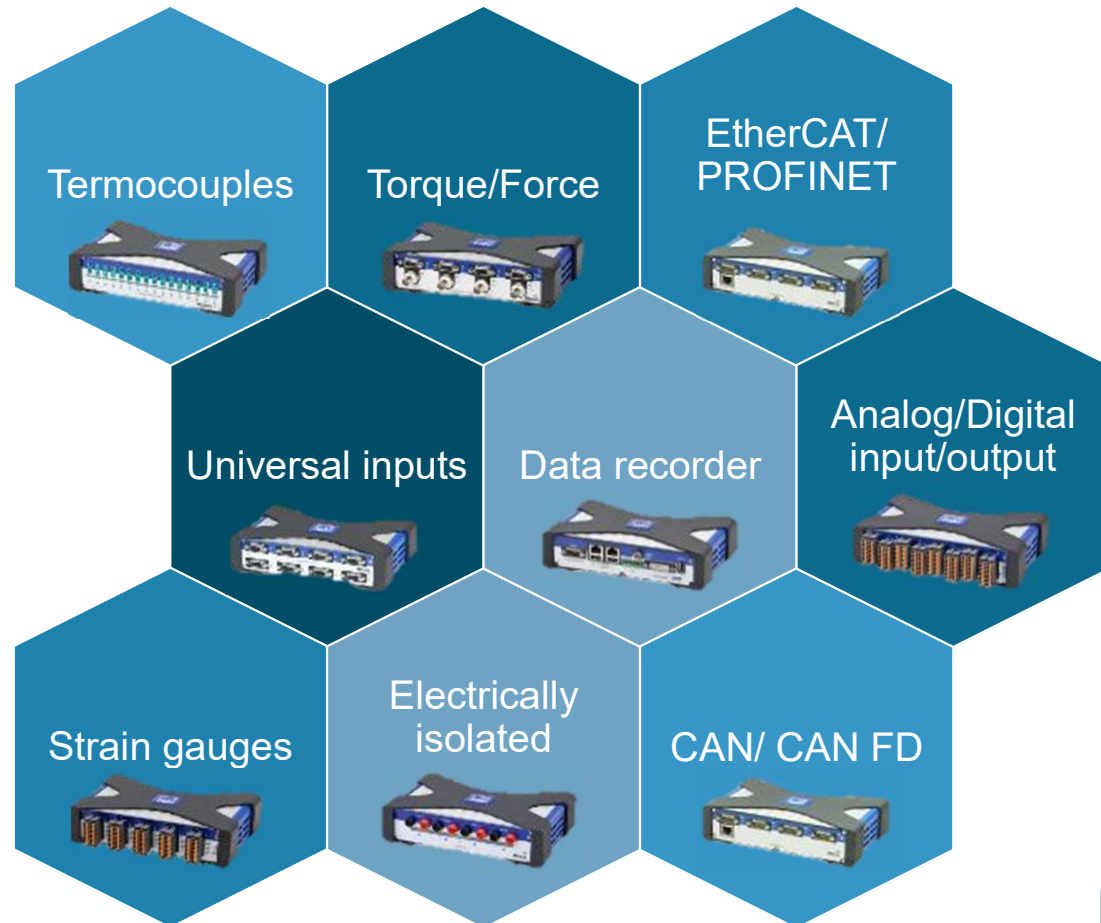 Termocouples
Torque/Force
EtherCAT/
PROFINET
Universal inputs
Data recorder
Analog/Digital
input/output
Strain gauges
Electrically
isolated
CAN/ CAN FD